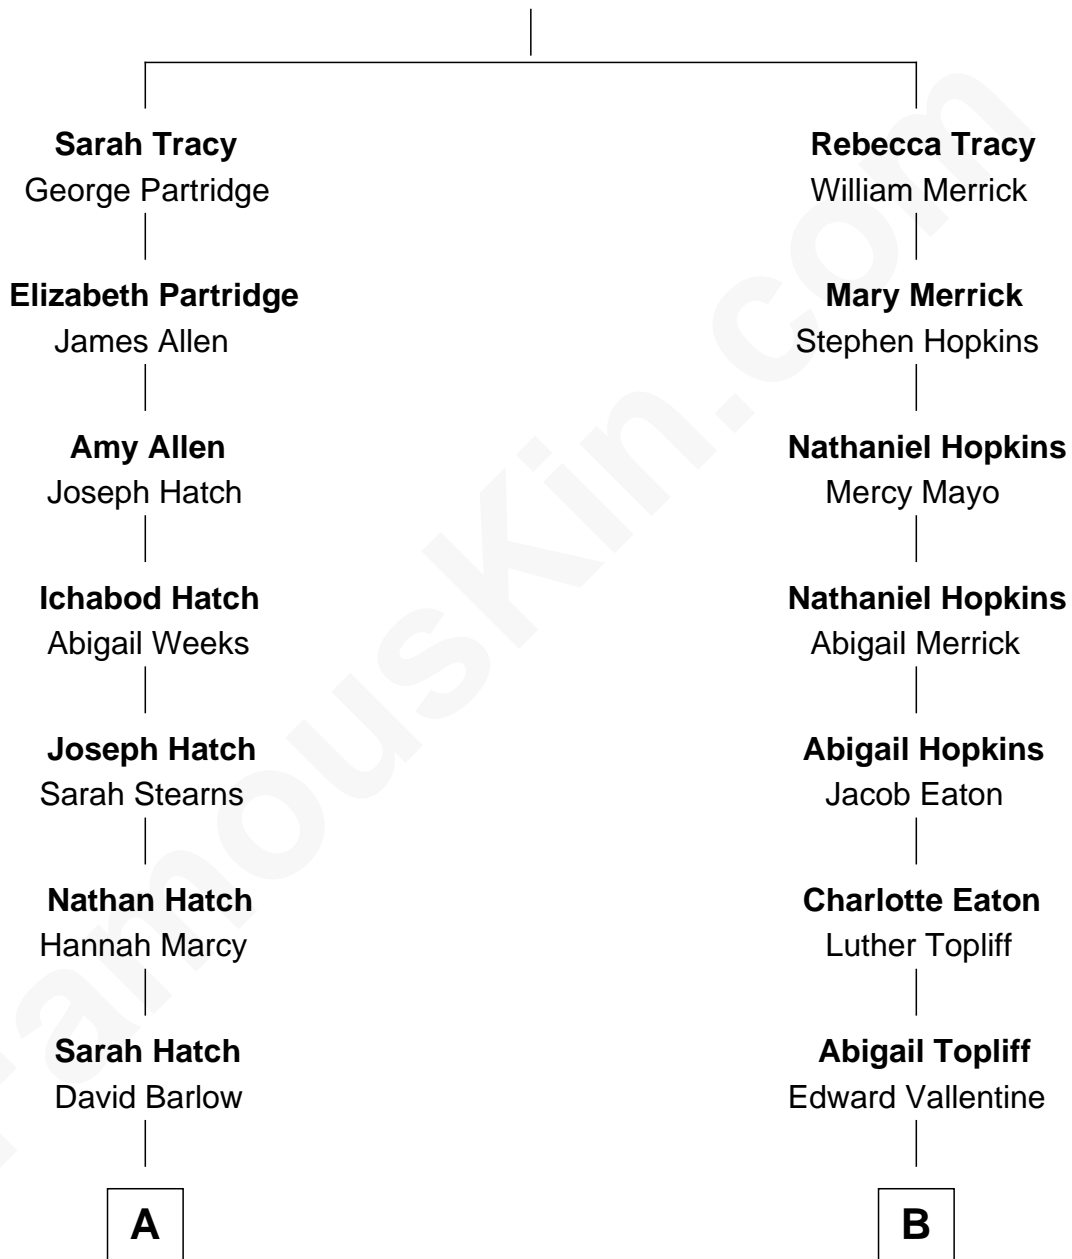 Sarah Tracy
George Partridge
Rebecca Tracy
William Merrick
Elizabeth Partridge
James Allen
Mary Merrick
Stephen Hopkins
Amy Allen
Joseph Hatch
Nathaniel Hopkins
Mercy Mayo
Ichabod Hatch
Abigail Weeks
Nathaniel Hopkins
Abigail Merrick
Joseph Hatch
Sarah Stearns
Abigail Hopkins
Jacob Eaton
Nathan Hatch
Hannah Marcy
Charlotte Eaton
Luther Topliff
Sarah Hatch
David Barlow
Abigail Topliff
Edward Vallentine
A
B
FamousKin.com